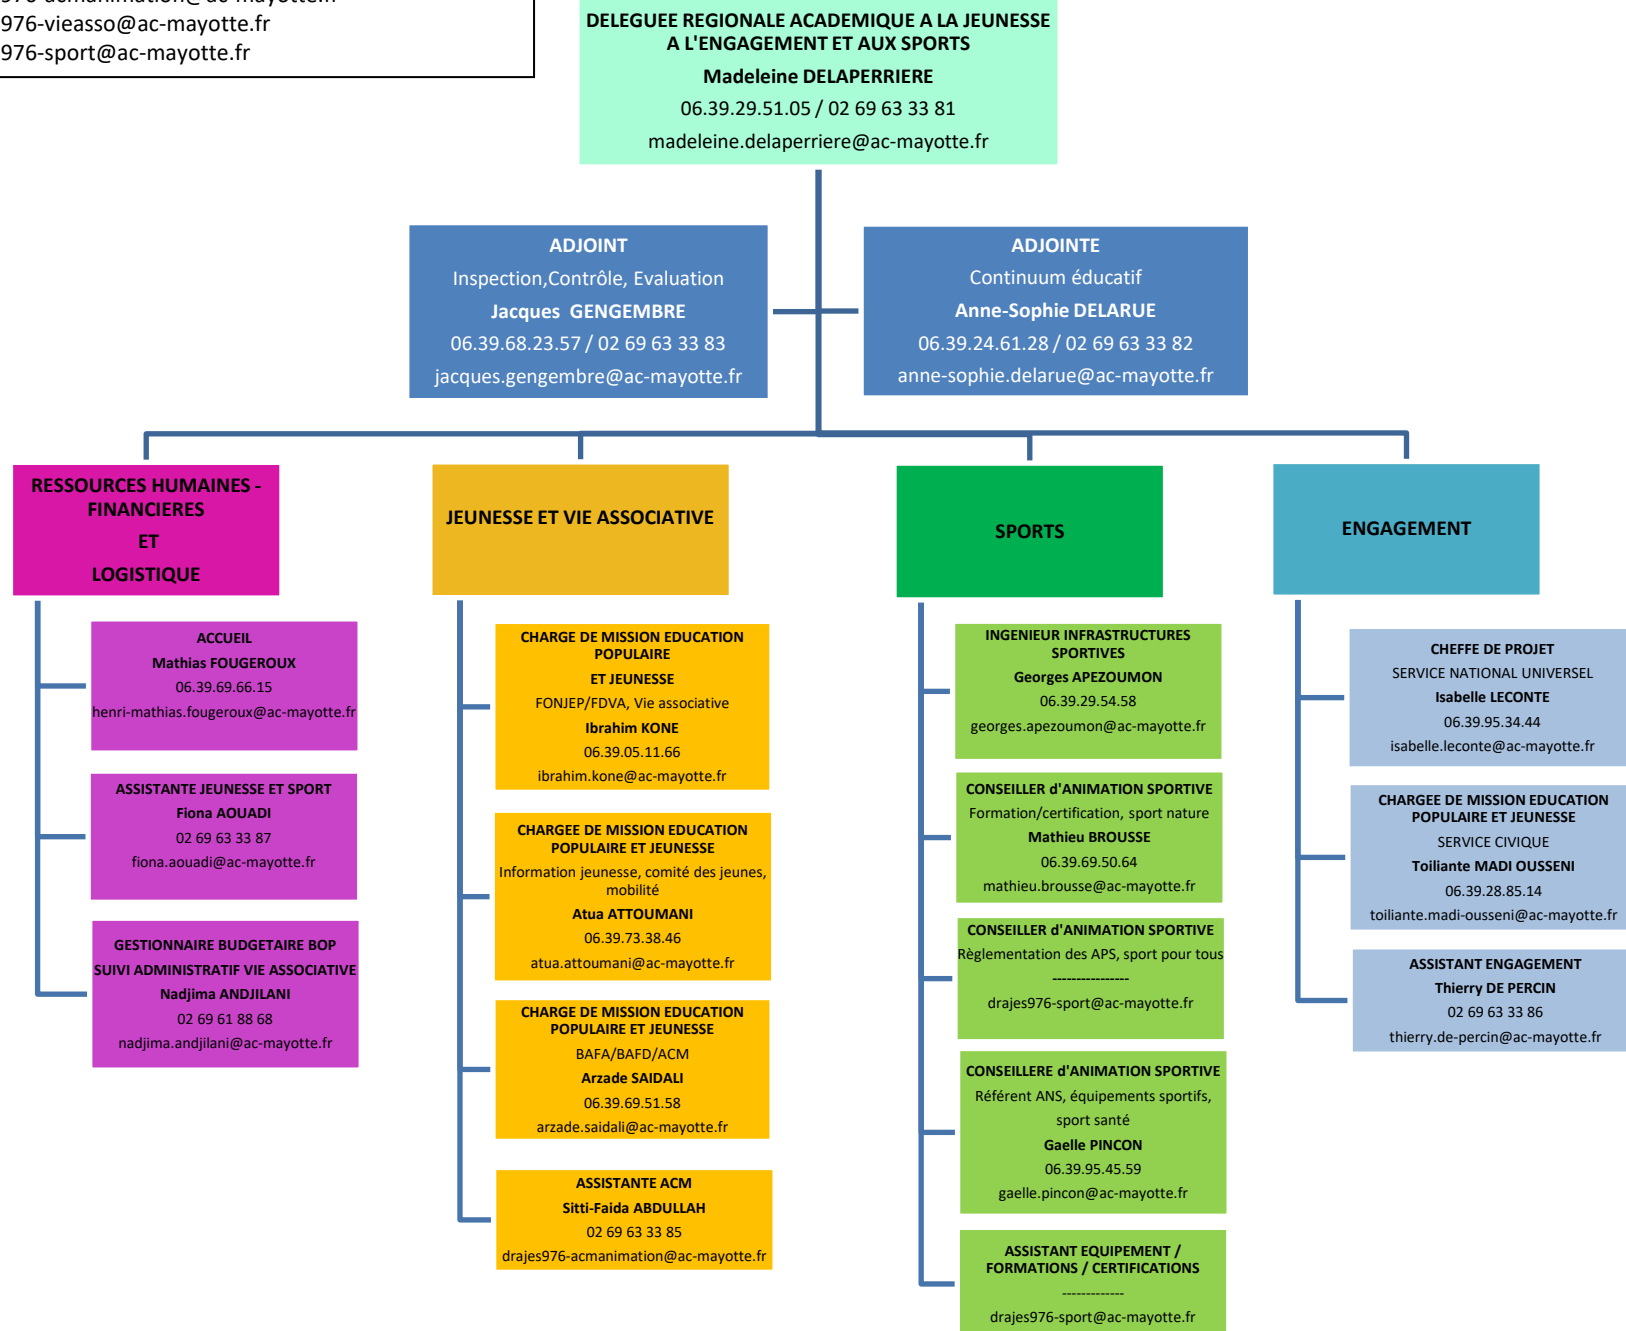 976-vieasso@ac-mayotte.fr
976-sport@ac-mayotte.fr
DELEGUEE REGIONALE ACADEMIQUE A LA JEUNESSE
A L'ENGAGEMENT ET AUX SPORTS
Madeleine DELAPERRIERE
06.39.29.51.05 / 02 69 63 33 81
madeleine.delaperriere@ac-mayotte.fr
ADJOINT
Inspection,Contrôle, Evaluation
Jacques GENGEMBRE
06.39.68.23.57 / 02 69 63 33 83
jacques.gengembre@ac-mayotte.fr
ADJOINTE
Continuum éducatif
Anne-Sophie DELARUE
06.39.24.61.28 / 02 69 63 33 82
anne-sophie.delarue@ac-mayotte.fr
RESSOURCES HUMAINES -
FINANCIERES
ET
LOGISTIQUE
ACCUEIL
Mathias FOUGEROUX
06.39.69.66.15
henri-mathias.fougeroux@ac-mayotte.fr
ASSISTANTE JEUNESSE ET SPORT
Fiona AOUADI
02 69 63 33 87
fiona.aouadi@ac-mayotte.fr
GESTIONNAIRE BUDGETAIRE BOP
SUIVI ADMINISTRATIF VIE ASSOCIATIVE
Nadjima ANDJILANI
02 69 61 88 68
nadjima.andjilani@ac-mayotte.fr
JEUNESSE ET VIE ASSOCIATIVE
CHARGE DE MISSION EDUCATION
POPULAIRE
ET JEUNESSE
FONJEP/FDVA, Vie associative
Ibrahim KONE
06.39.05.11.66
ibrahim.kone@ac-mayotte.fr
CHARGEE DE MISSION EDUCATION
POPULAIRE ET JEUNESSE
Information jeunesse, comité des jeunes,
mobilité
Atua ATTOUMANI
06.39.73.38.46
atua.attoumani@ac-mayotte.fr
CHARGE DE MISSION EDUCATION
POPULAIRE ET JEUNESSE
BAFA/BAFD/ACM
Arzade SAIDALI
06.39.69.51.58
arzade.saidali@ac-mayotte.fr
ASSISTANTE ACM
Sitti-Faida ABDULLAH
02 69 63 33 85
drajes976-acmanimation@ac-mayotte.fr
SPORTS
INGENIEUR INFRASTRUCTURES
SPORTIVES
Georges APEZOUMON
06.39.29.54.58
georges.apezoumon@ac-mayotte.fr
CONSEILLER d'ANIMATION SPORTIVE
Formation/certification, sport nature
Mathieu BROUSSE
06.39.69.50.64
mathieu.brousse@ac-mayotte.fr
CONSEILLER d'ANIMATION SPORTIVE
Règlementation des APS, sport pour tous
----------------
drajes976-sport@ac-mayotte.fr
CONSEILLERE d'ANIMATION SPORTIVE
Référent ANS, équipements sportifs,
sport santé
Gaelle PINCON
06.39.95.45.59
gaelle.pincon@ac-mayotte.fr
ASSISTANT EQUIPEMENT /
FORMATIONS / CERTIFICATIONS
-------------
drajes976-sport@ac-mayotte.fr
ENGAGEMENT
CHEFFE DE PROJET
SERVICE NATIONAL UNIVERSEL
Isabelle LECONTE
06.39.95.34.44
isabelle.leconte@ac-mayotte.fr
CHARGEE DE MISSION EDUCATION
POPULAIRE ET JEUNESSE
SERVICE CIVIQUE
Toiliante MADI OUSSENI
06.39.28.85.14
toiliante.madi-ousseni@ac-mayotte.fr
ASSISTANT ENGAGEMENT
Thierry DE PERCIN
02 69 63 33 86
thierry.de-percin@ac-mayotte.fr